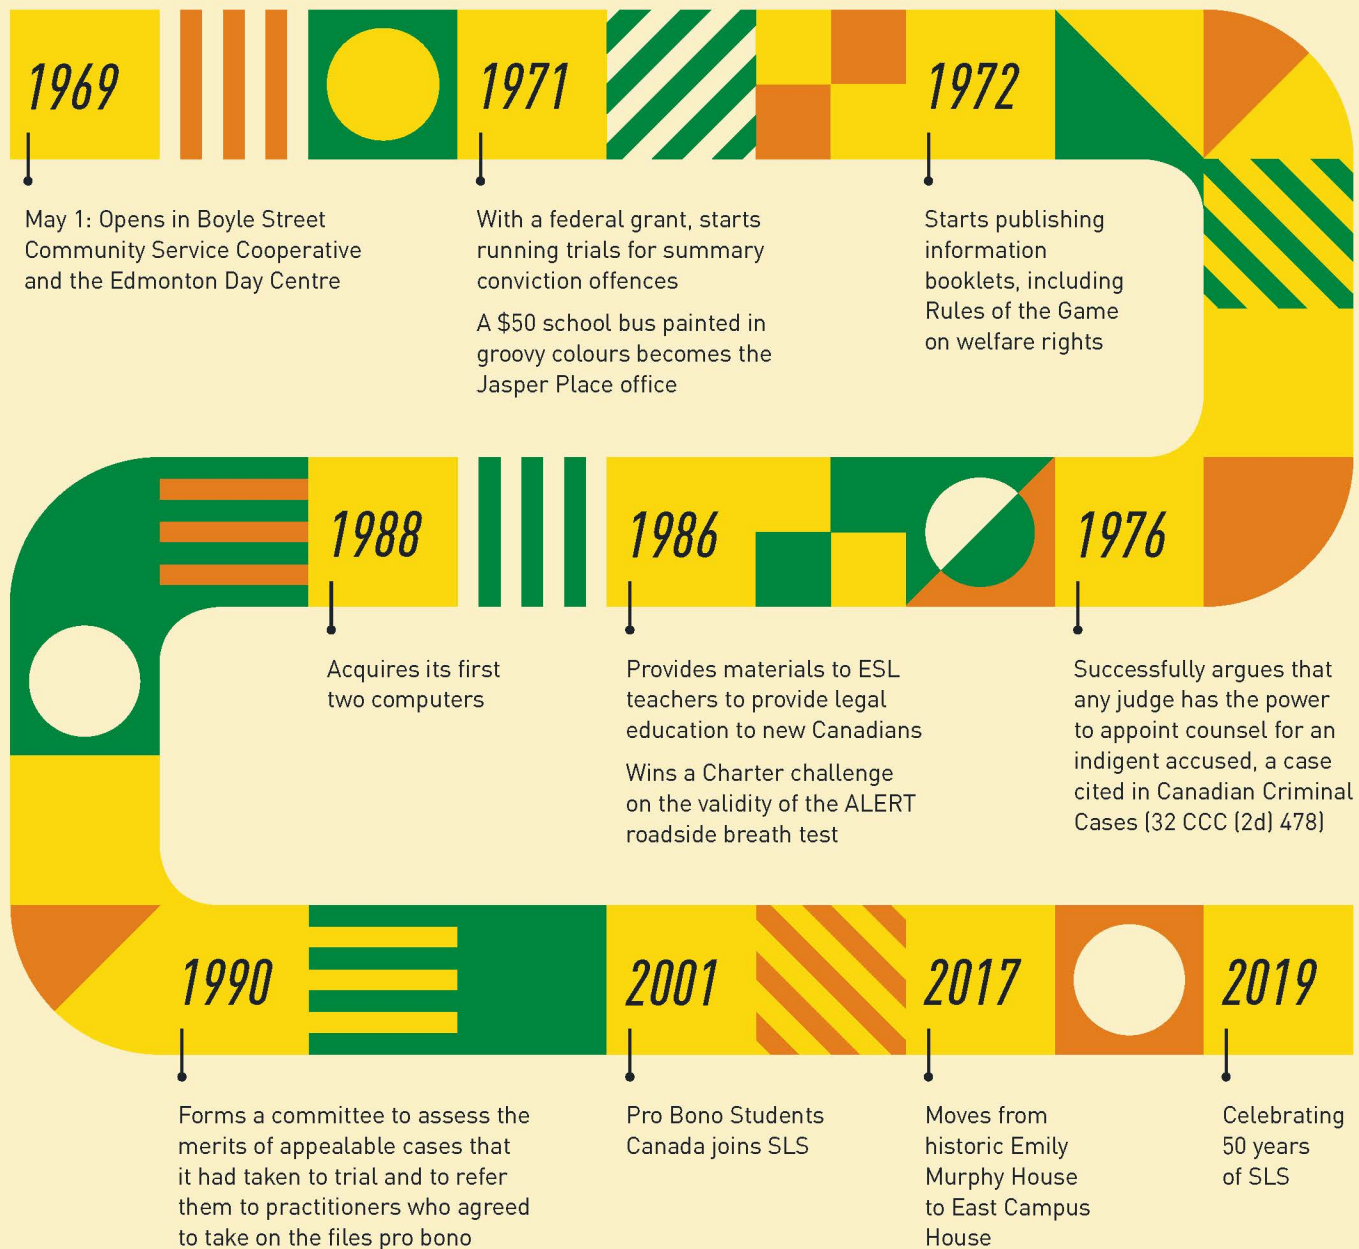 1969
May 1: Opens in Boyle Street
Community Service Cooperative
and the Edmonton Day Centre
1971
With a federal grant, starts
running trials for summary
conviction offences
A $50 school bus painted in
groovy colours becomes the
Jasper Place office
1972
Starts publishing
information
booklets, including
Rules of the Game
on welfare rights
1976
Successfully argues that
any judge has the power
to appoint counsel for an
indigent accused, a case
cited in Canadian Criminal
Cases (32 CCC (2d) 478)
1986
Provides materials to ESL
teachers to provide legal
education to new Canadians
Wins a Charter challenge
on the validity of the ALERT
roadside breath test
1988
Acquires its first
two computers
1990
Forms a committee to assess the
merits of appealable cases that
it had taken to trial and to refer
them to practitioners who agreed
to take on the files pro bono
2001
Pro Bono Students
Canada joins SLS
2017
Moves from
historic Emily
Murphy House
to East Campus
House
2019
Celebrating
50 years
of SLS